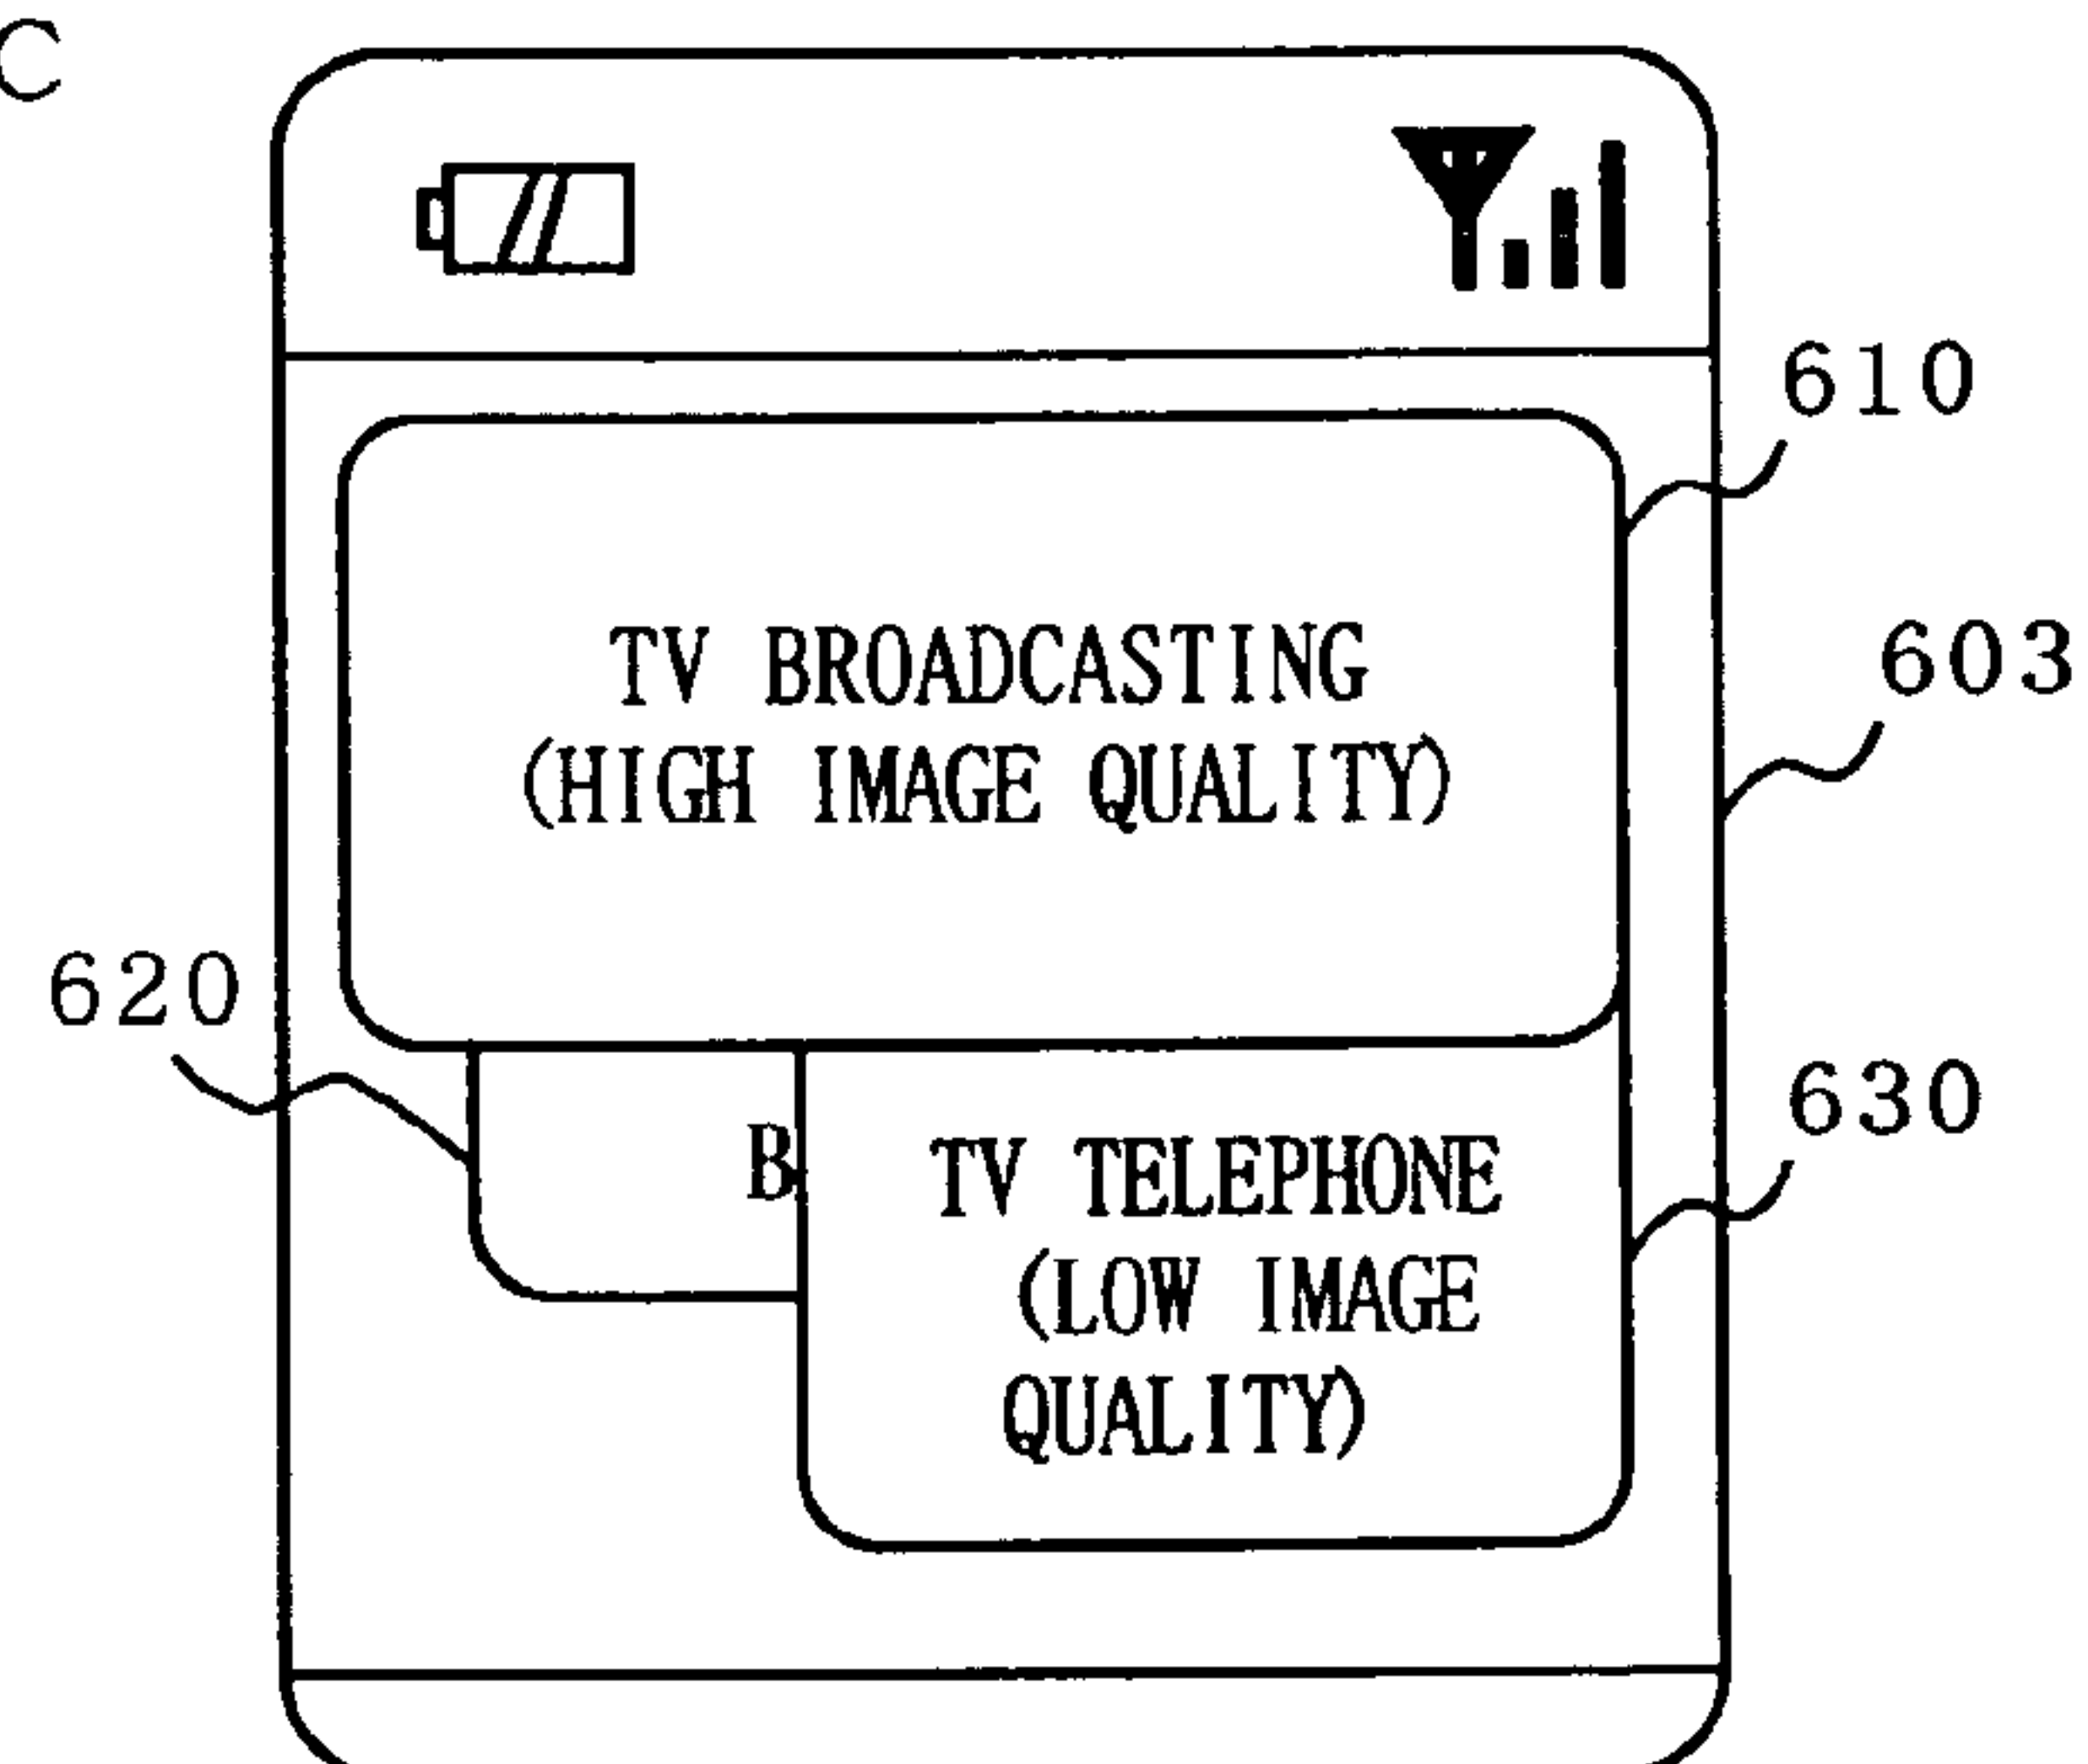 C
610
TV BROADCASTING
(HIGH IMAGE QUALITY)
603
620
630
B
TV TELEPHONE
(LOW IMAGE
QUALITY)